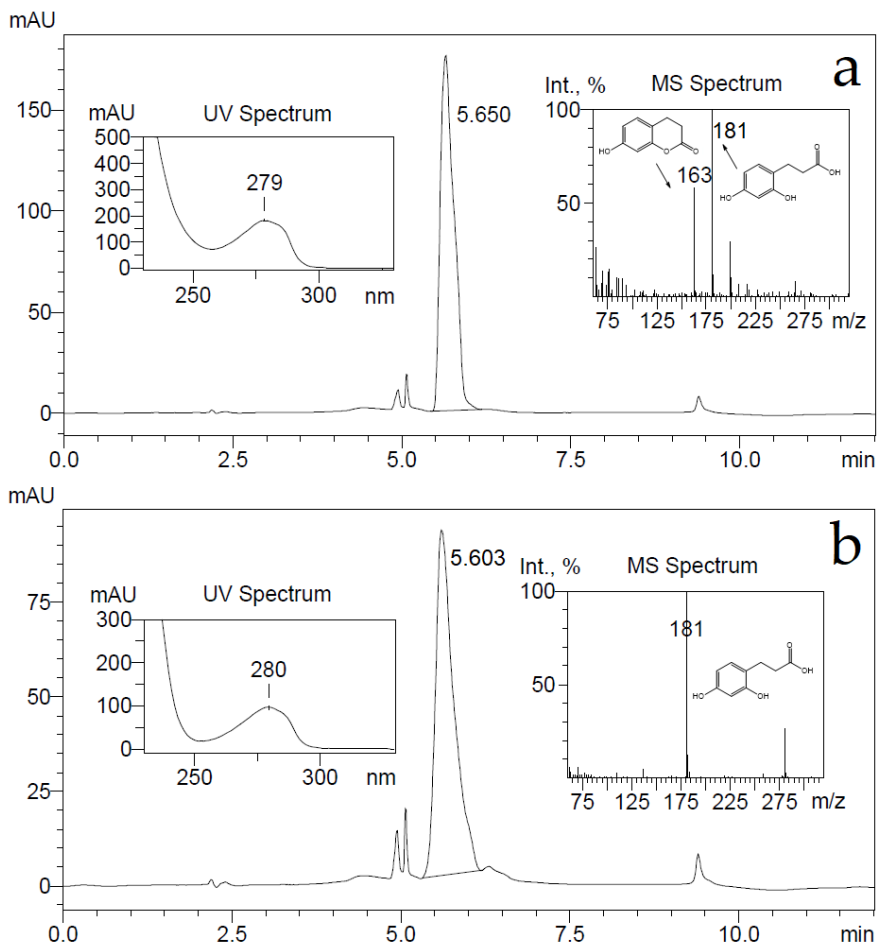 mAU
a
150
100
50
0
5.650
UV Spectrum
mAU
500
400
300
200
100
0
279
250
300
nm
MS Spectrum
Int., %
100
50
181
163
HO
O
O
O
OH
HO
OH
75
125
175
225
275
m/z
0.0
2.5
5.0
7.5
10.0
min
mAU
b
75
50
25
0
5.603
UV Spectrum
mAU
300
200
100
0
280
250
300
nm
MS Spectrum
Int., %
100
50
181
O
OH
HO
OH
75
125
175
225
275
m/z
0.0
2.5
5.0
7.5
10.0
min